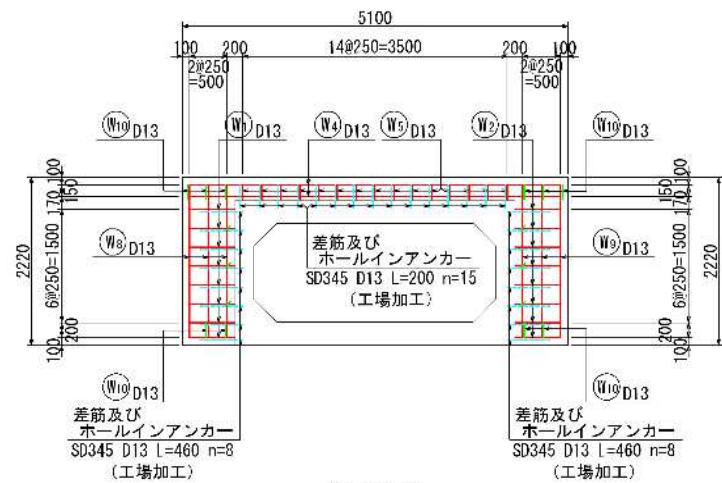 5100
100 200 14@250=3500 200 100
2@250
=500
2@250
=500
W10 D13
W1 D13
W4 D13
W5 D13
W2 D13
W10 D13
100
150
170
6@250=1500
200
100
2220
W8 D13
差筋及び
ホールインアンカー
SD345 D13 L=200 n=15
(工場加工)
W9 D13
100
150
170
6@250=1500
200
100
2220
W10 D13
W10 D13
差筋及び
ホールインアンカー
SD345 D13 L=460 n=8
(工場加工)
差筋及び
ホールインアンカー
SD345 D13 L=460 n=8
(工場加工)